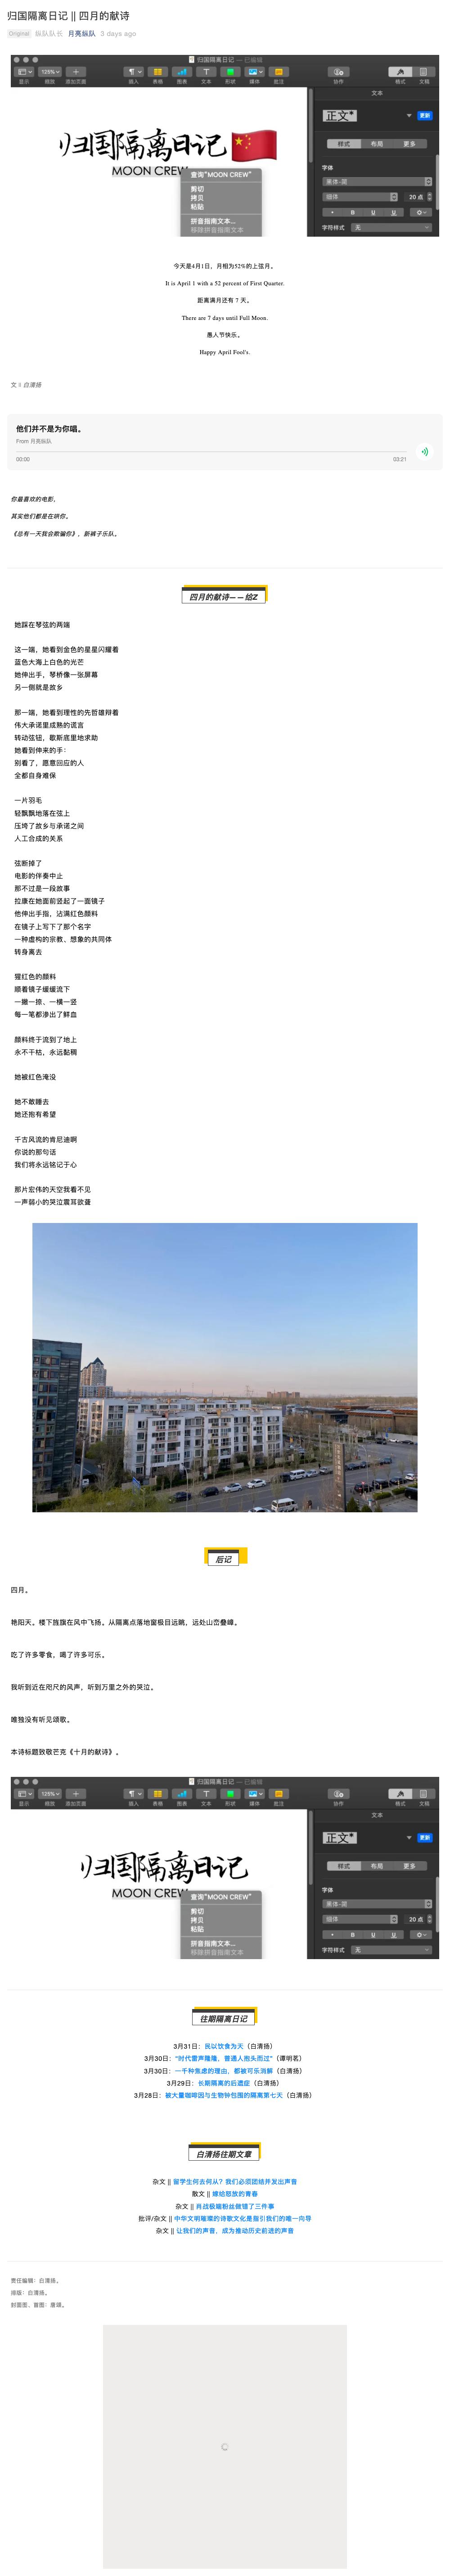 归国隔离日记 || 四月的献诗
Original 纵队队长 月亮纵队 3 days ago
归国隔离日记 — 已编辑
125%
显示 缩放 添加页面 插入 表格 图表 文本 形状 媒体 批注 协作 格式 文稿
文本
正文* 更新
样式 布局 更多
字体
黑体-简
细体 20 点
B U U
字符样式 无
归国隔离日记🇨🇳
MOON CREW
查询“MOON CREW”
剪切
拷贝
粘贴
拼音指南文本...
移除拼音指南文本
今天是4月1日，月相为52%的上弦月。
It is April 1 with a 52 percent of First Quarter.
距离满月还有 7 天。
There are 7 days until Full Moon.
愚人节快乐。
Happy April Fool's.
文 || 白清扬
他们并不是为你唱。
From 月亮纵队
00:00 03:21
你最喜欢的电影，
其实他们都是在哄你。
《总有一天我会欺骗你》，新裤子乐队。
四月的献诗——给Z
她踩在琴弦的两端
这一端，她看到金色的星星闪耀着
蓝色大海上白色的光芒
她伸出手，琴桥像一张屏幕
另一侧就是故乡
那一端，她看到理性的先哲雄辩着
伟大承诺里成熟的谎言
转动弦钮，歇斯底里地求助
她看到伸来的手：
别看了，愿意回应的人
全都自身难保
一片羽毛
轻飘飘地落在弦上
压垮了故乡与承诺之间
人工合成的关系
弦断掉了
电影的伴奏中止
那不过是一段故事
拉康在她面前竖起了一面镜子
他伸出手指，沾满红色颜料
在镜子上写下了那个名字
一种虚构的宗教、想象的共同体
转身离去
猩红色的颜料
顺着镜子缓缓流下
一撇一捺、一横一竖
每一笔都渗出了鲜血
颜料终于流到了地上
永不干枯，永远黏稠
她被红色淹没
她不敢睡去
她还抱有希望
千古风流的肯尼迪啊
你说的那句话
我们将永远铭记于心
那片宏伟的天空我看不见
一声弱小的哭泣震耳欲聋
后记
四月。
艳阳天。楼下旌旗在风中飞扬。从隔离点落地窗极目远眺，远处山峦叠嶂。
吃了许多零食，喝了许多可乐。
我听到近在咫尺的风声，听到万里之外的哭泣。
唯独没有听见颂歌。
本诗标题致敬芒克《十月的献诗》。
归国隔离日记 — 已编辑
125%
显示 缩放 添加页面 插入 表格 图表 文本 形状 媒体 批注 协作 格式 文稿
文本
正文* 更新
样式 布局 更多
字体
黑体-简
细体 20 点
B U U
字符样式 无
归国隔离日记
MOON CREW
查询“MOON CREW”
剪切
拷贝
粘贴
拼音指南文本...
移除拼音指南文本
往期隔离日记
3月31日：民以饮食为天（白清扬）
3月30日：“时代雷声隆隆，普通人抱头而过”（谭明茗）
3月30日：一千种焦虑的理由，都被可乐消解（白清扬）
3月29日：长期隔离的后遗症（白清扬）
3月28日：被大量咖啡因与生物钟包围的隔离第七天（白清扬）
白清扬往期文章
杂文 || 留学生何去何从？我们必须团结并发出声音
散文 || 嫁给怒放的青春
杂文 || 肖战极端粉丝做错了三件事
批评/杂文 || 中华文明璀璨的诗歌文化是指引我们的唯一向导
杂文 || 让我们的声音，成为推动历史前进的声音
责任编辑：白清扬。
排版：白清扬。